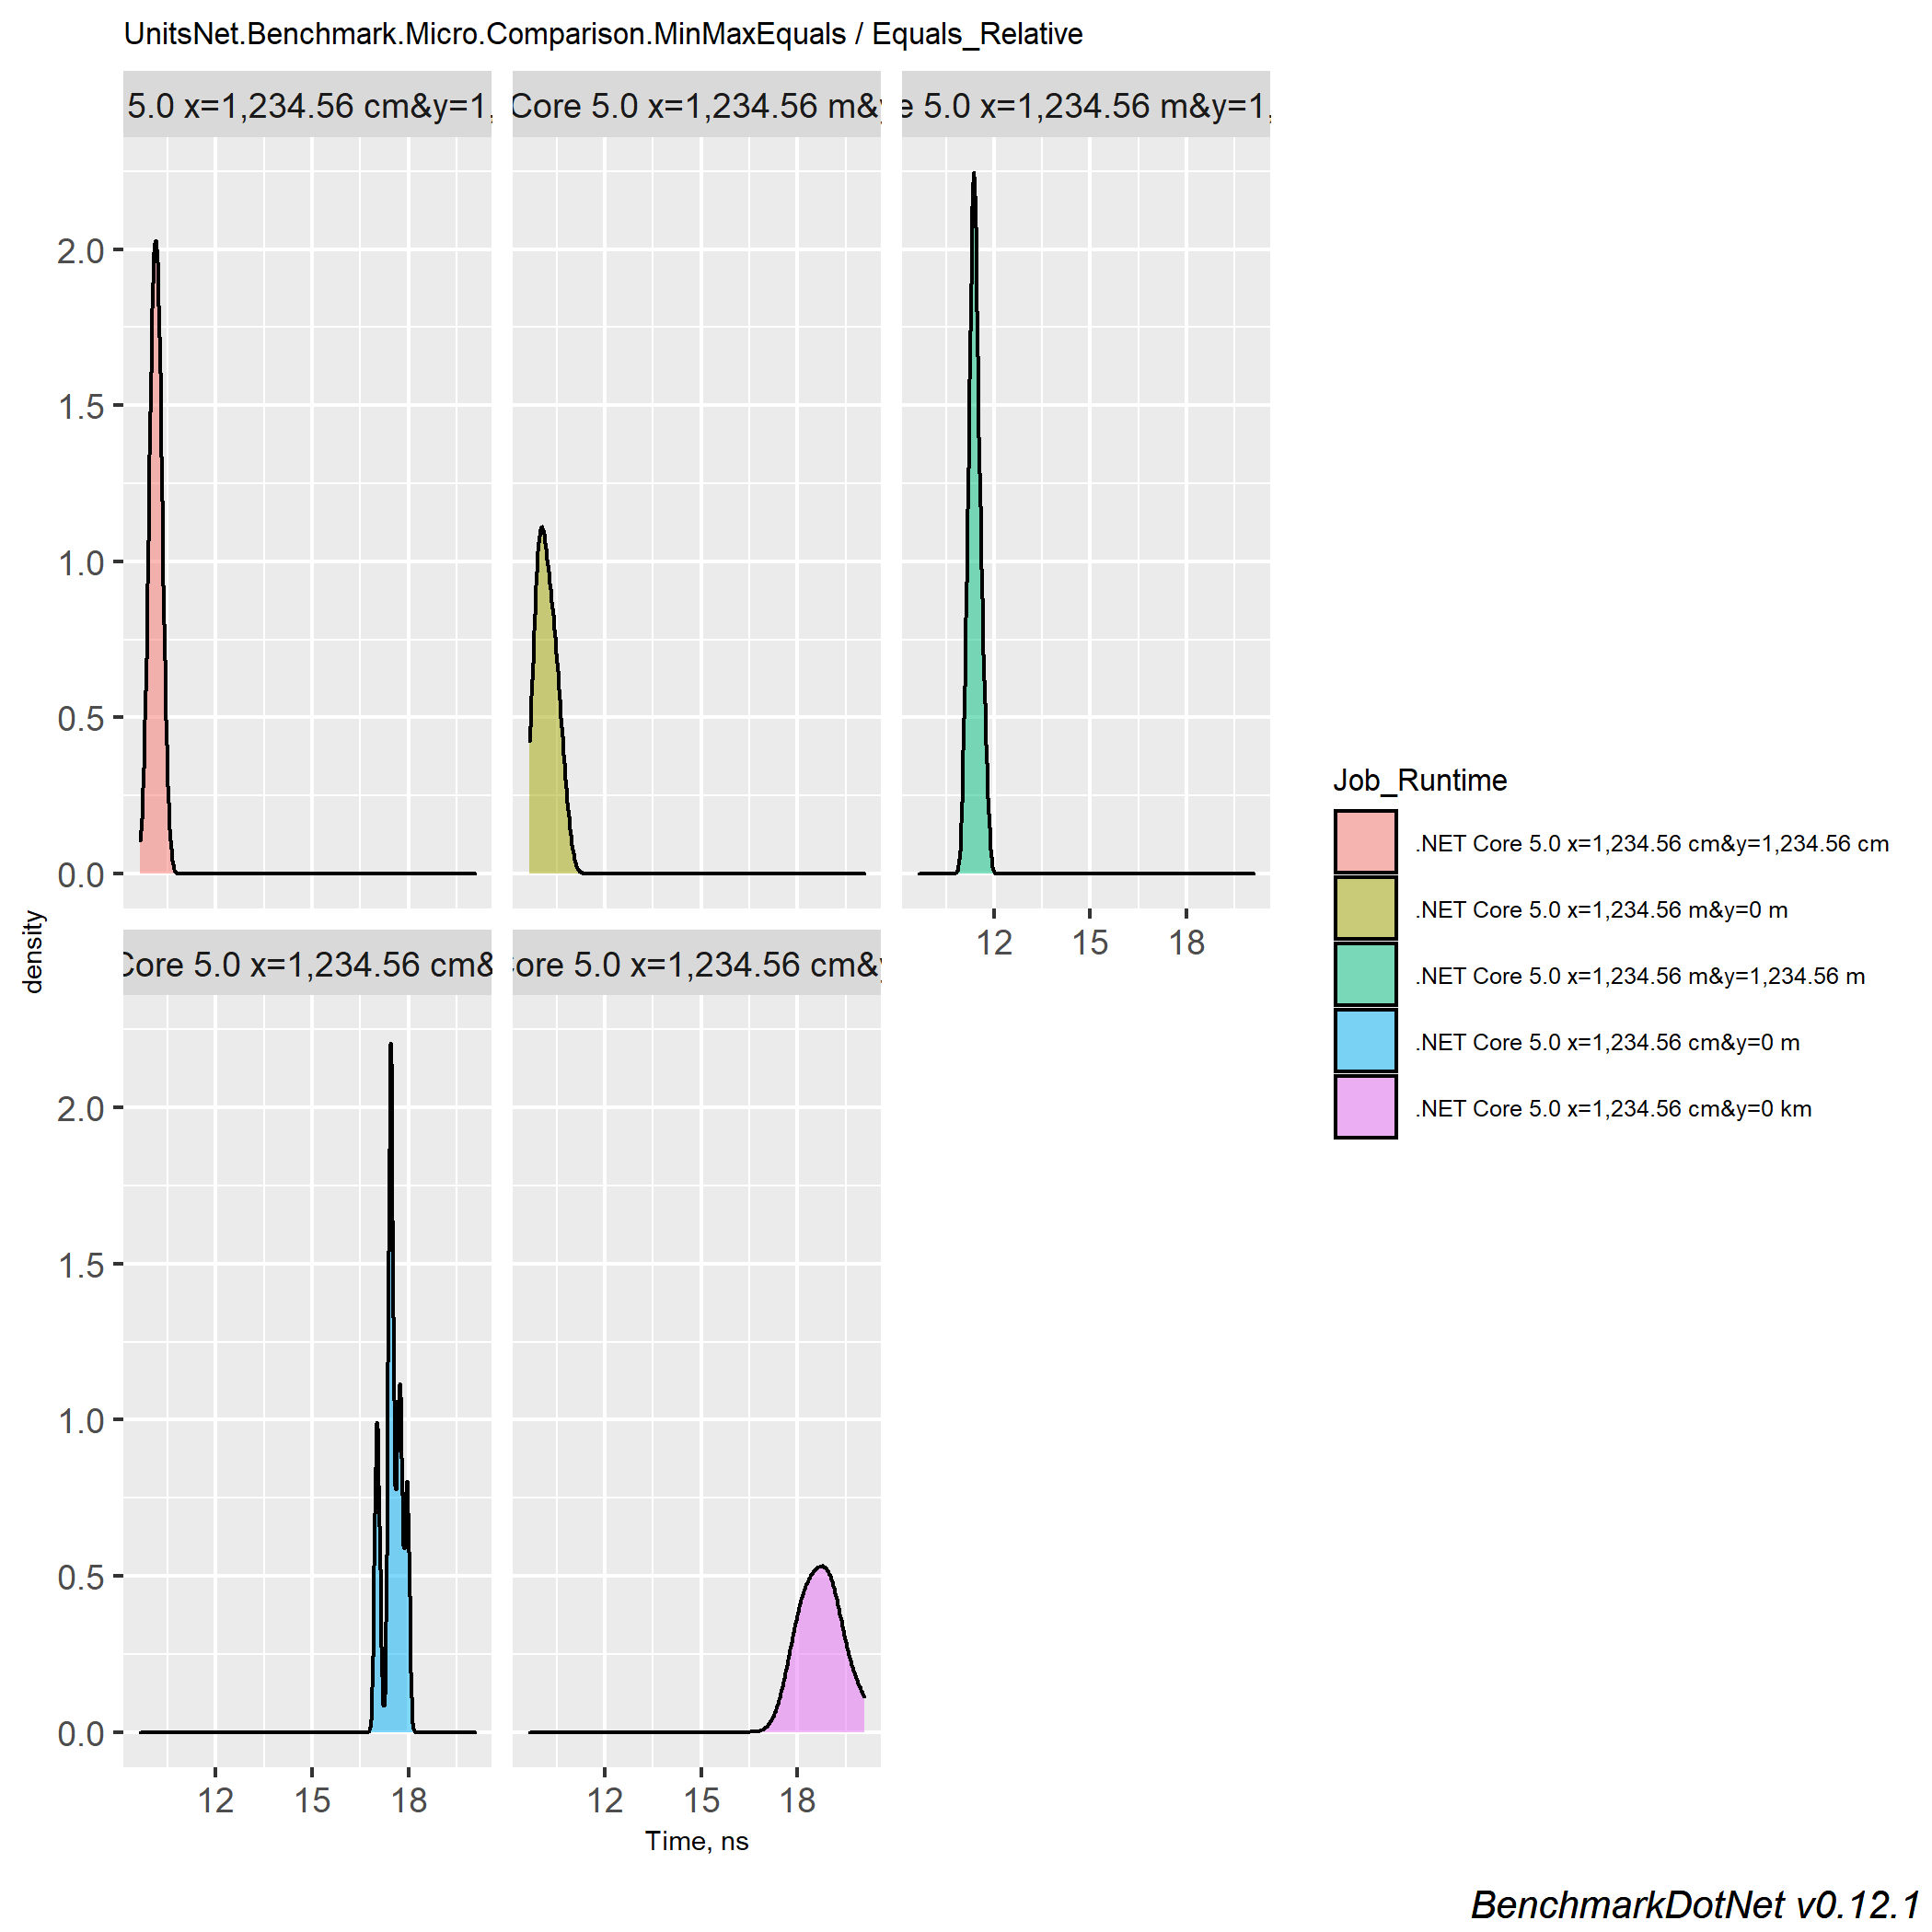 UnitsNet.Benchmark.Micro.Comparison.MinMaxEquals / Equals_Relative
5.0 x=1,234.56 cm&y=1,
Core 5.0 x=1,234.56 m&y
e 5.0 x=1,234.56 m&y=1,
2.0
1.5
1.0
0.5
0.0
12 15 18
density
Core 5.0 x=1,234.56 cm&
Core 5.0 x=1,234.56 cm&y
2.0
1.5
1.0
0.5
0.0
12 15 18
12 15 18
Time, ns
Job_Runtime
.NET Core 5.0 x=1,234.56 cm&y=1,234.56 cm
.NET Core 5.0 x=1,234.56 m&y=0 m
.NET Core 5.0 x=1,234.56 m&y=1,234.56 m
.NET Core 5.0 x=1,234.56 cm&y=0 m
.NET Core 5.0 x=1,234.56 cm&y=0 km
BenchmarkDotNet v0.12.1